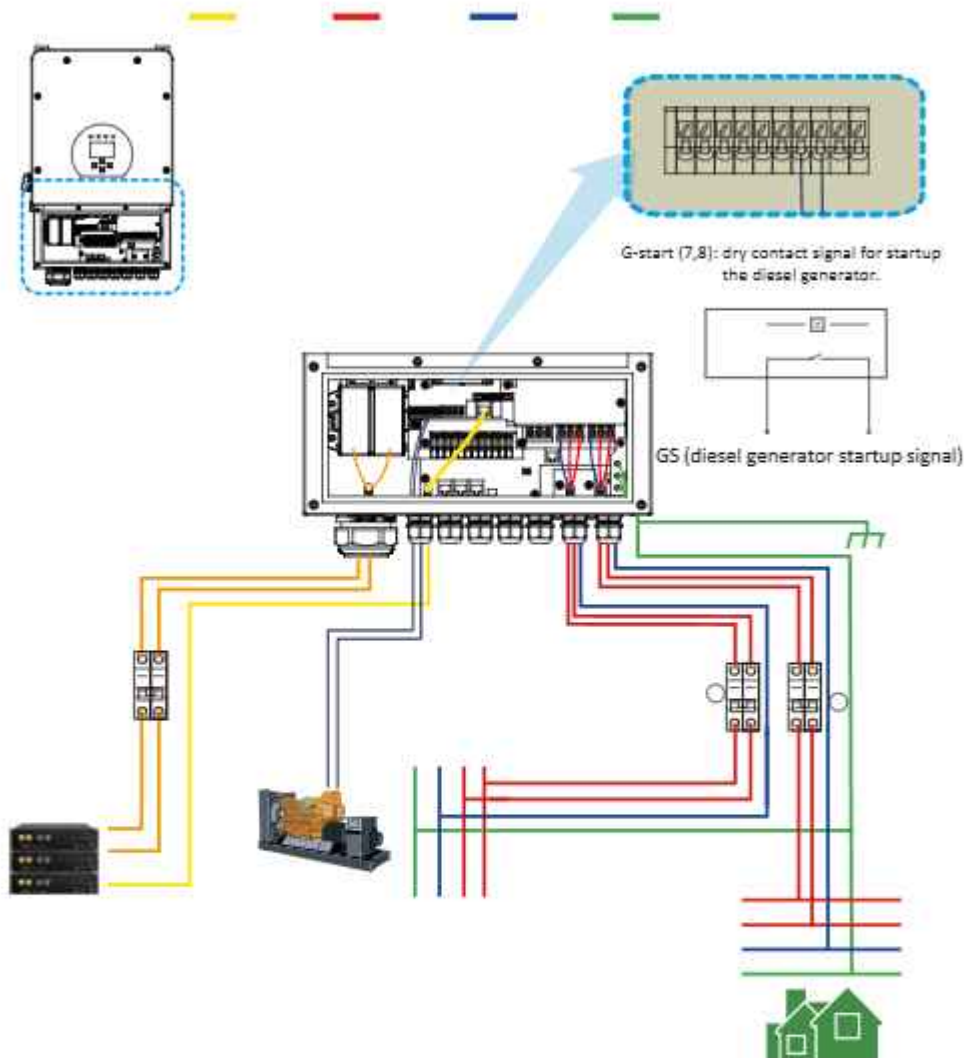 G-start (7,8): dry contact signal for startup
the diesel generator.
GS (diesel generator startup signal)